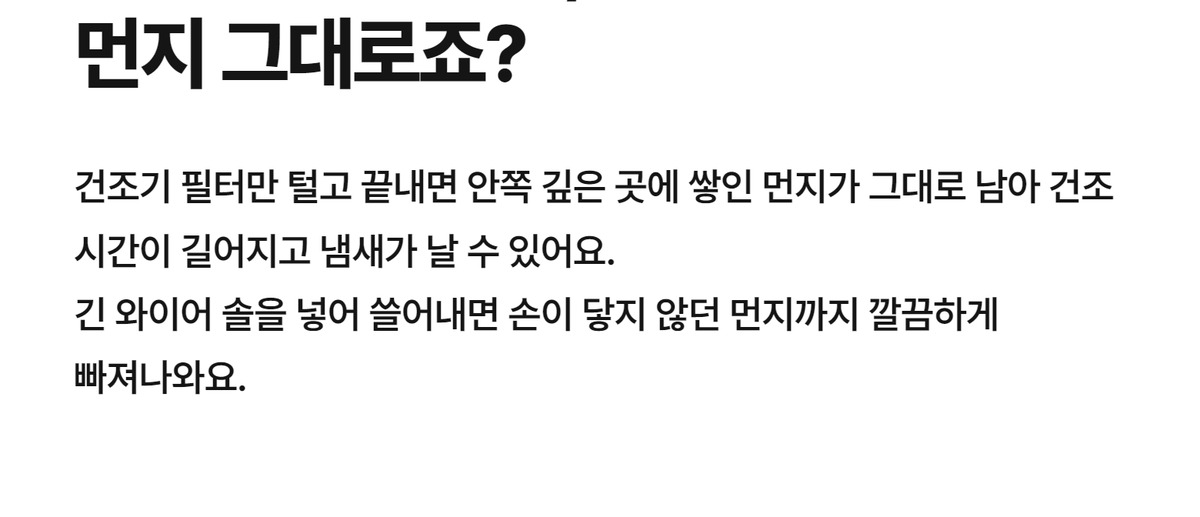 먼지 그대로죠?
건조기 필터만 털고 끝내면 안쪽 깊은 곳에 쌓인 먼지가 그대로 남아 건조
시간이 길어지고 냄새가 날 수 있어요.
긴 와이어 솔을 넣어 쓸어내면 손이 닿지 않던 먼지까지 깔끔하게
빠져나와요.